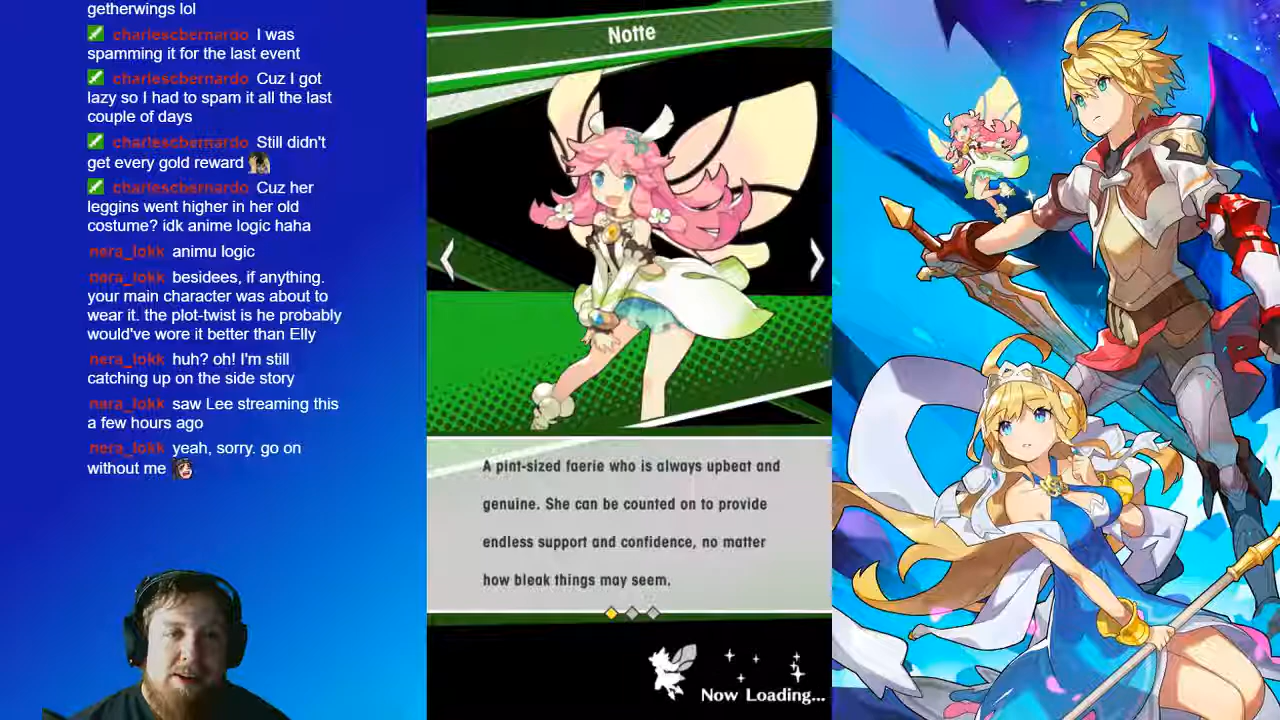 getherwings lol
charlescbernardo I was
spamming it for the last event
charlescbernardo Cuz I got
lazy so I had to spam it all the last
couple of days
charlescbernardo Still didn't
get every gold reward
charlescbernardo Cuz her
leggins went higher in her old
costume? idk anime logic haha
nera_lokk animu logic
nera_lokk besidees, if anything.
your main character was about to
wear it. the plot-twist is he probably
would've wore it better than Elly
nera_lokk huh? oh! I'm still
catching up on the side story
nera_lokk saw Lee streaming this
a few hours ago
nera_lokk yeah, sorry. go on
without me
Notte
A pint-sized faerie who is always upbeat and
genuine. She can be counted on to provide
endless support and confidence, no matter
how bleak things may seem.
Now Loading...